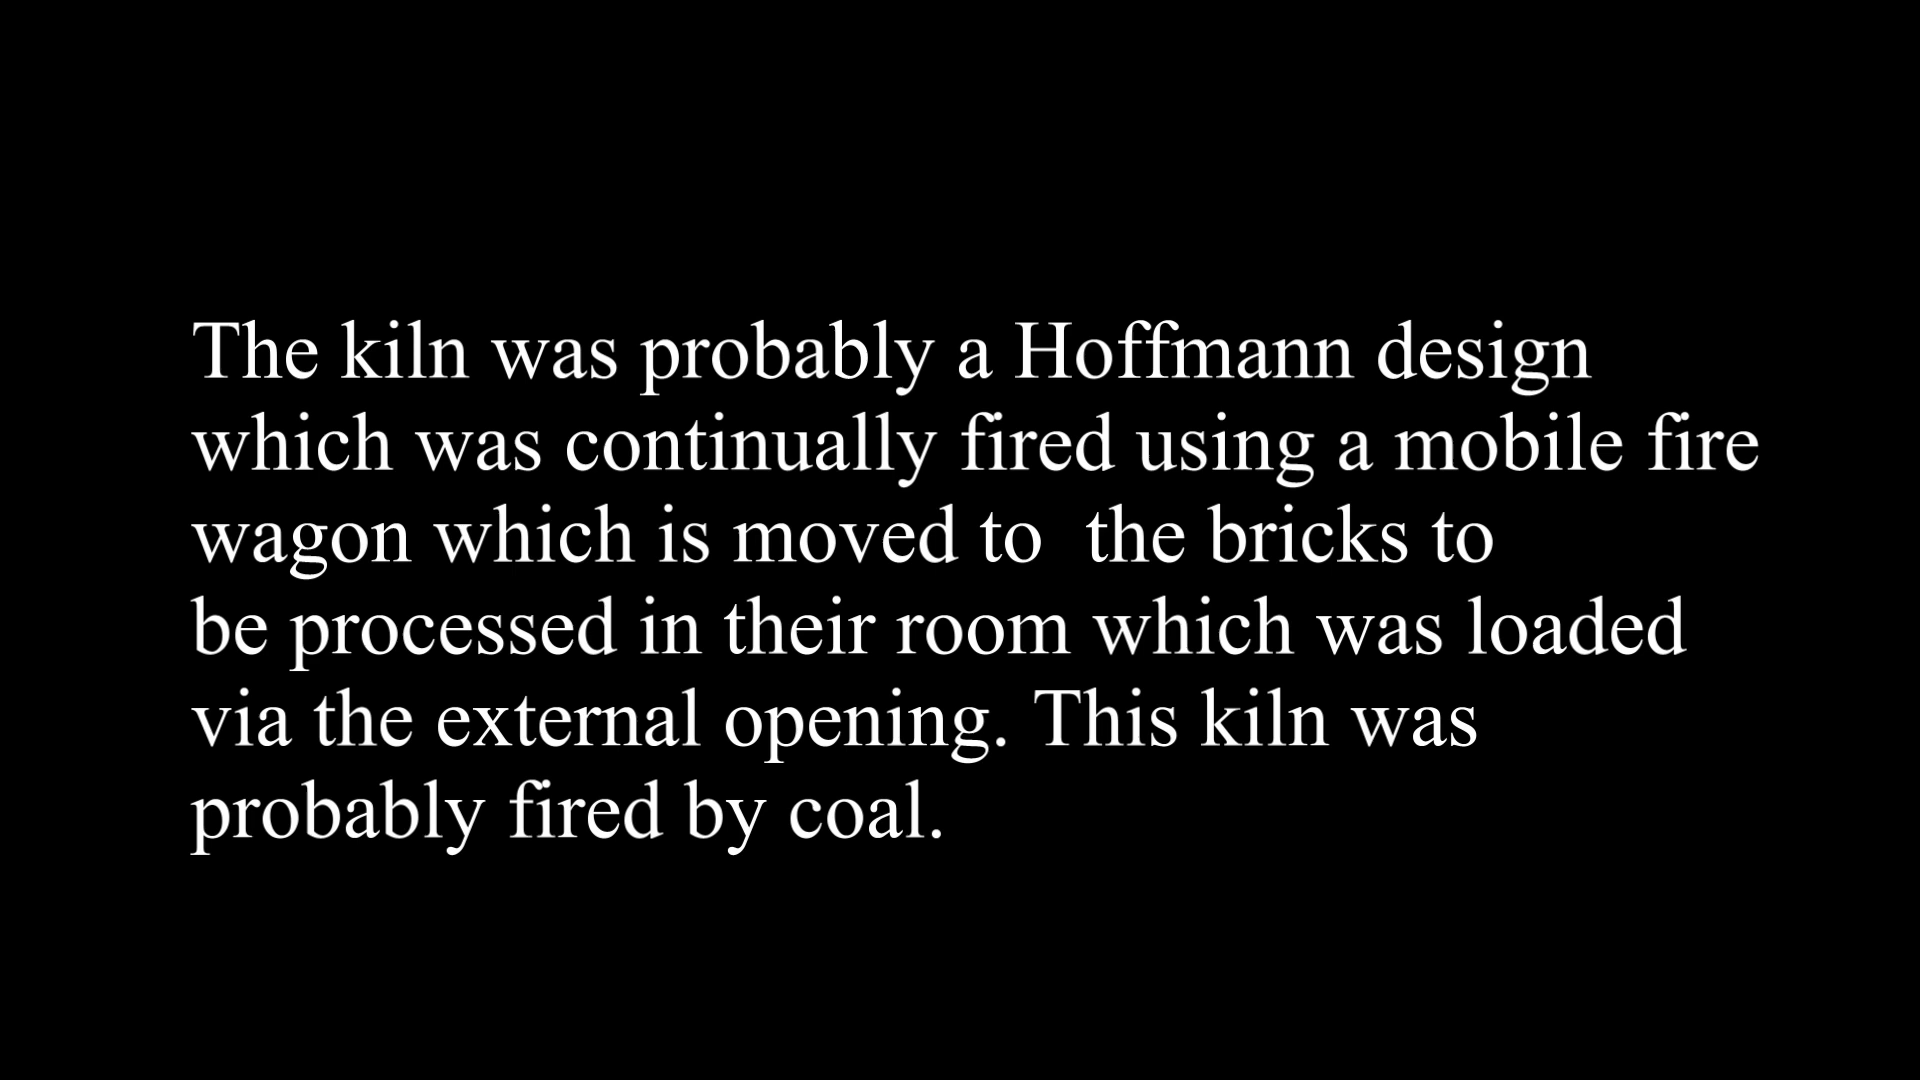 The kiln was probably a Hoffmann design
which was continually fired using a mobile fire
wagon which is moved to  the bricks to
be processed in their room which was loaded
via the external opening. This kiln was
probably fired by coal.